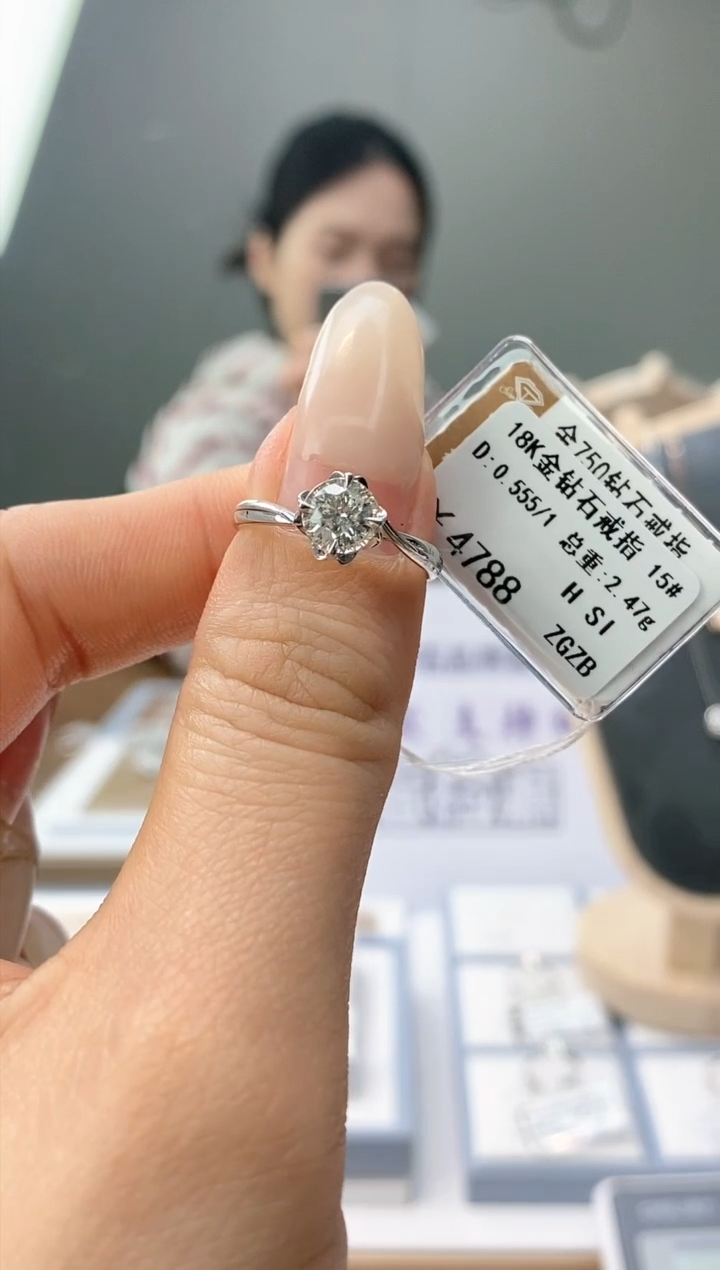 金750钻石戒指
18K金钻石戒指 15#
D:0.555/1 总重:2.47g
H SI
¥4788
ZGZB